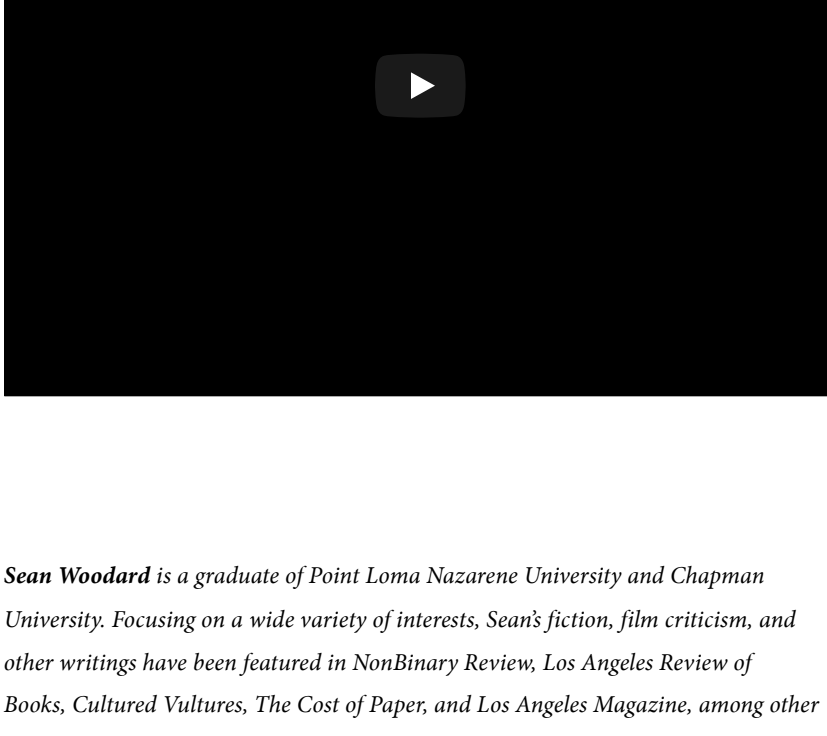 Sean Woodard is a graduate of Point Loma Nazarene University and Chapman
University. Focusing on a wide variety of interests, Sean’s fiction, film criticism, and
other writings have been featured in NonBinary Review, Los Angeles Review of
Books, Cultured Vultures, The Cost of Paper, and Los Angeles Magazine, among other